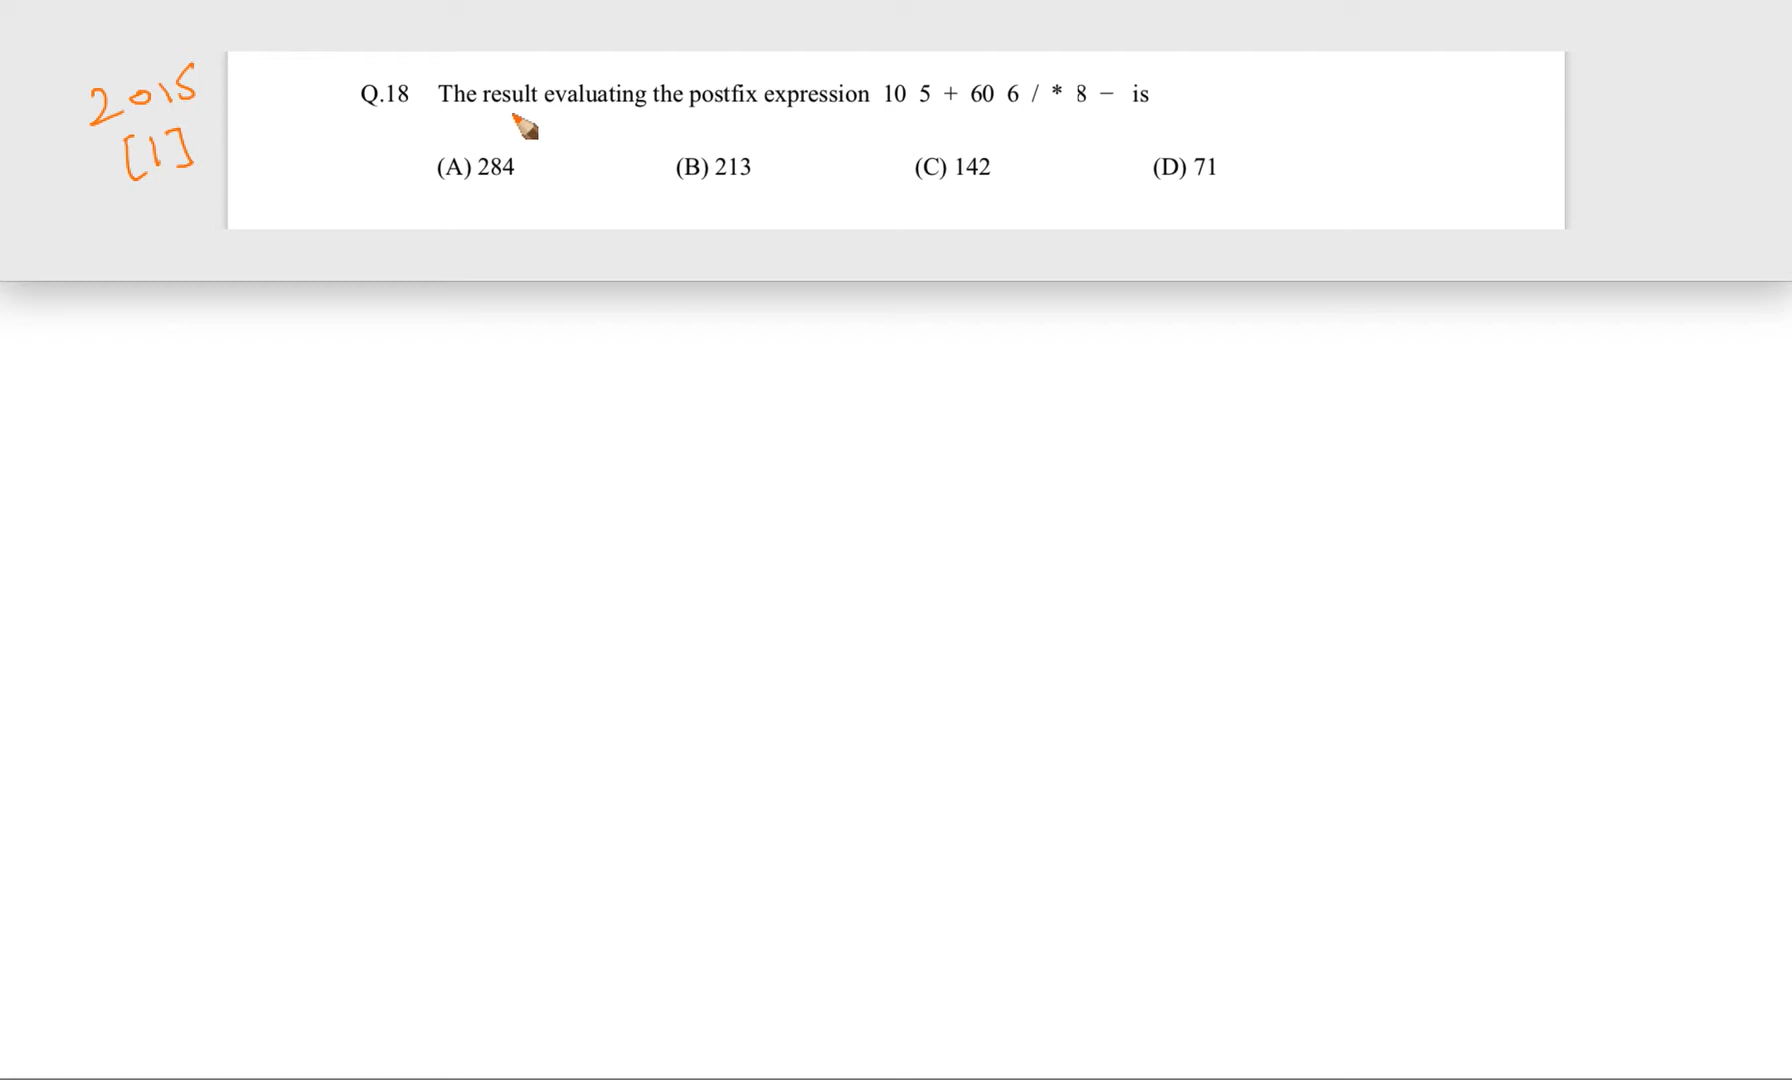 2015
[1]
Q.18 The result evaluating the postfix expression 10 5 + 60 6 / * 8 − is
(A) 284 (B) 213 (C) 142 (D) 71